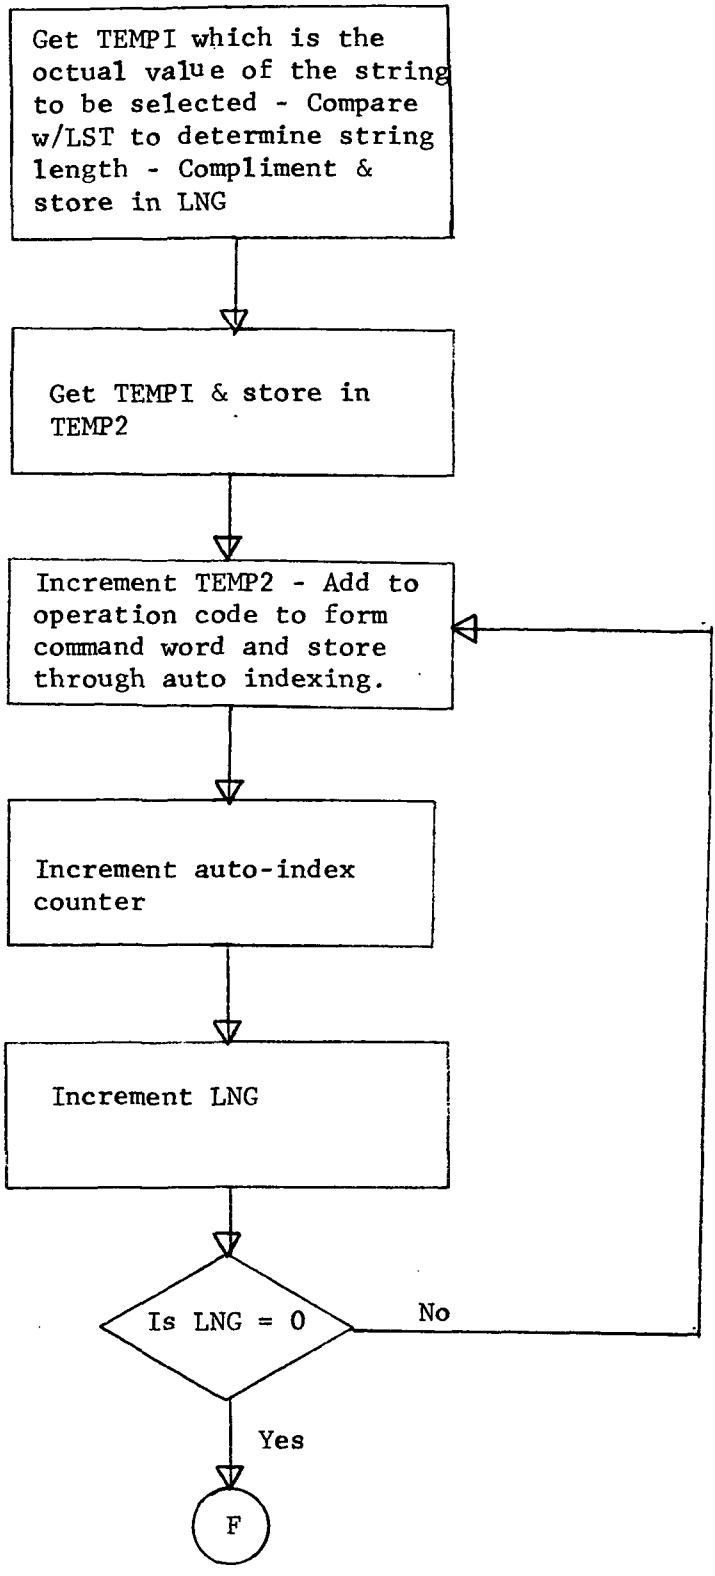 Get TEMPI which is the
octual value of the string
to be selected - Compare
w/LST to determine string
length - Compliment &
store in LNG
Get TEMPI & store in
TEMP2
Increment TEMP2 - Add to
operation code to form
command word and store
through auto indexing.
Increment auto-index
counter
Increment LNG
Is LNG = 0
No
Yes
F